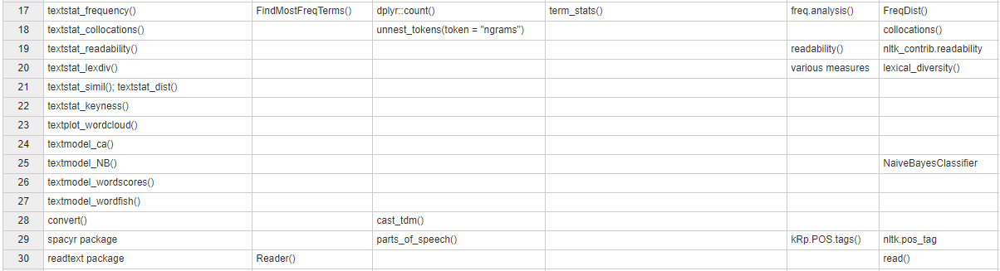 17 textstat_frequency() FindMostFreqTerms() dplyr::count() term_stats() freq.analysis() FreqDist()
18 textstat_collocations() unnest_tokens(token = "ngrams") collocations()
19 textstat_readability() readability() nltk_contrib.readability
20 textstat_lexdiv() various measures lexical_diversity()
21 textstat_simil(); textstat_dist()
22 textstat_keyness()
23 textplot_wordcloud()
24 textmodel_ca()
25 textmodel_NB() NaiveBayesClassifier
26 textmodel_wordscores()
27 textmodel_wordfish()
28 convert() cast_tdm()
29 spacyr package parts_of_speech() kRp.POS.tags() nltk.pos_tag
30 readtext package Reader() read()